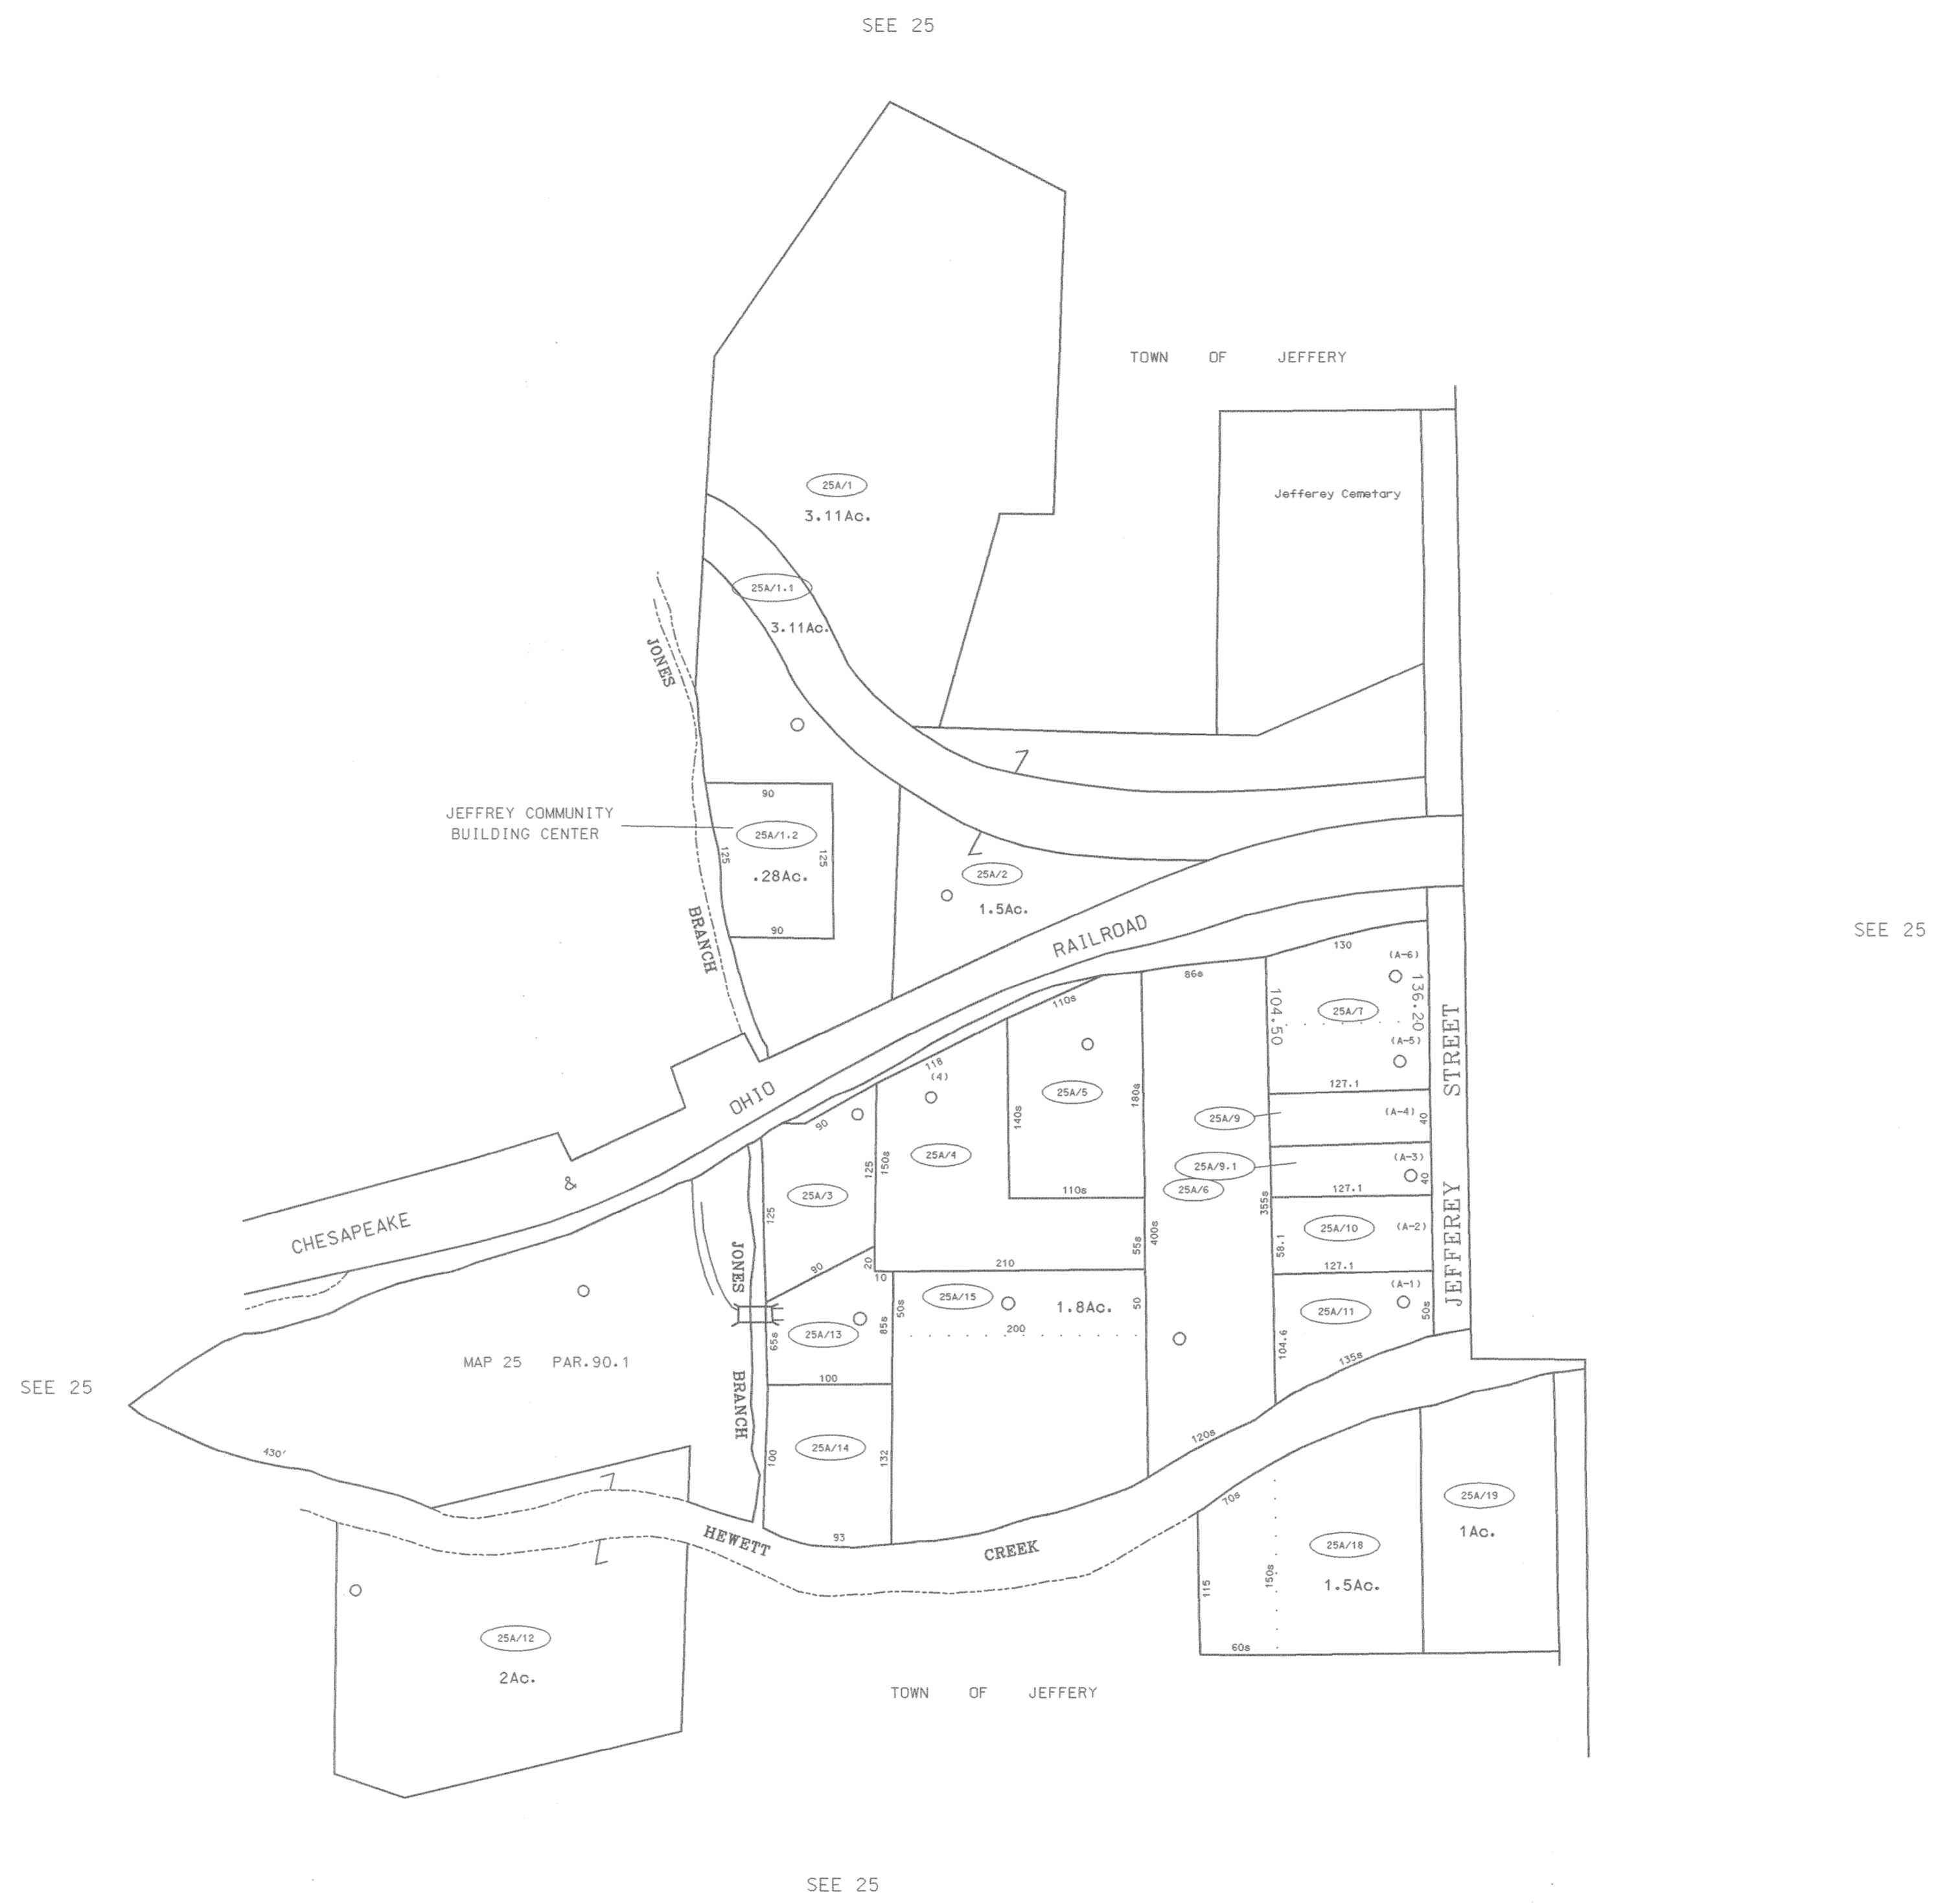 SEE 25
TOWN OF JEFFERY
25A/1
Jefferey Cemetary
3.11Ac.
25A/1.1
3.11Ac.
JONES
90
JEFFREY COMMUNITY
BUILDING CENTER
25A/1.2
125
125
.28Ac.
90
BRANCH
25A/2
1.5Ac.
SEE 25
CHESAPEAKE
&
OHIO
RAILROAD
130
(A-6)
86s
104.50
136.20
25A/7
110s
(A-5)
118
(4)
127.1
25A/5
180s
140s
25A/9
(A-4)
40
90
125
150s
25A/4
25A/9.1
(A-3)
40
25A/3
110s
25A/6
127.1
355s
125
400s
25A/10
(A-2)
55s
58.1
90
20
210
127.1
10
25A/15
1.8Ac.
50
50s
(A-1)
25A/11
50s
JEFFEREY STREET
JONES
25A/13
85s
65s
200
104.6
135s
MAP 25 PAR.90.1
100
SEE 25
BRANCH
25A/14
100
132
120s
430'
70s
25A/19
1Ac.
HEWETT
93
CREEK
25A/18
150s
115
1.5Ac.
25A/12
60s
2Ac.
TOWN OF JEFFERY
SEE 25